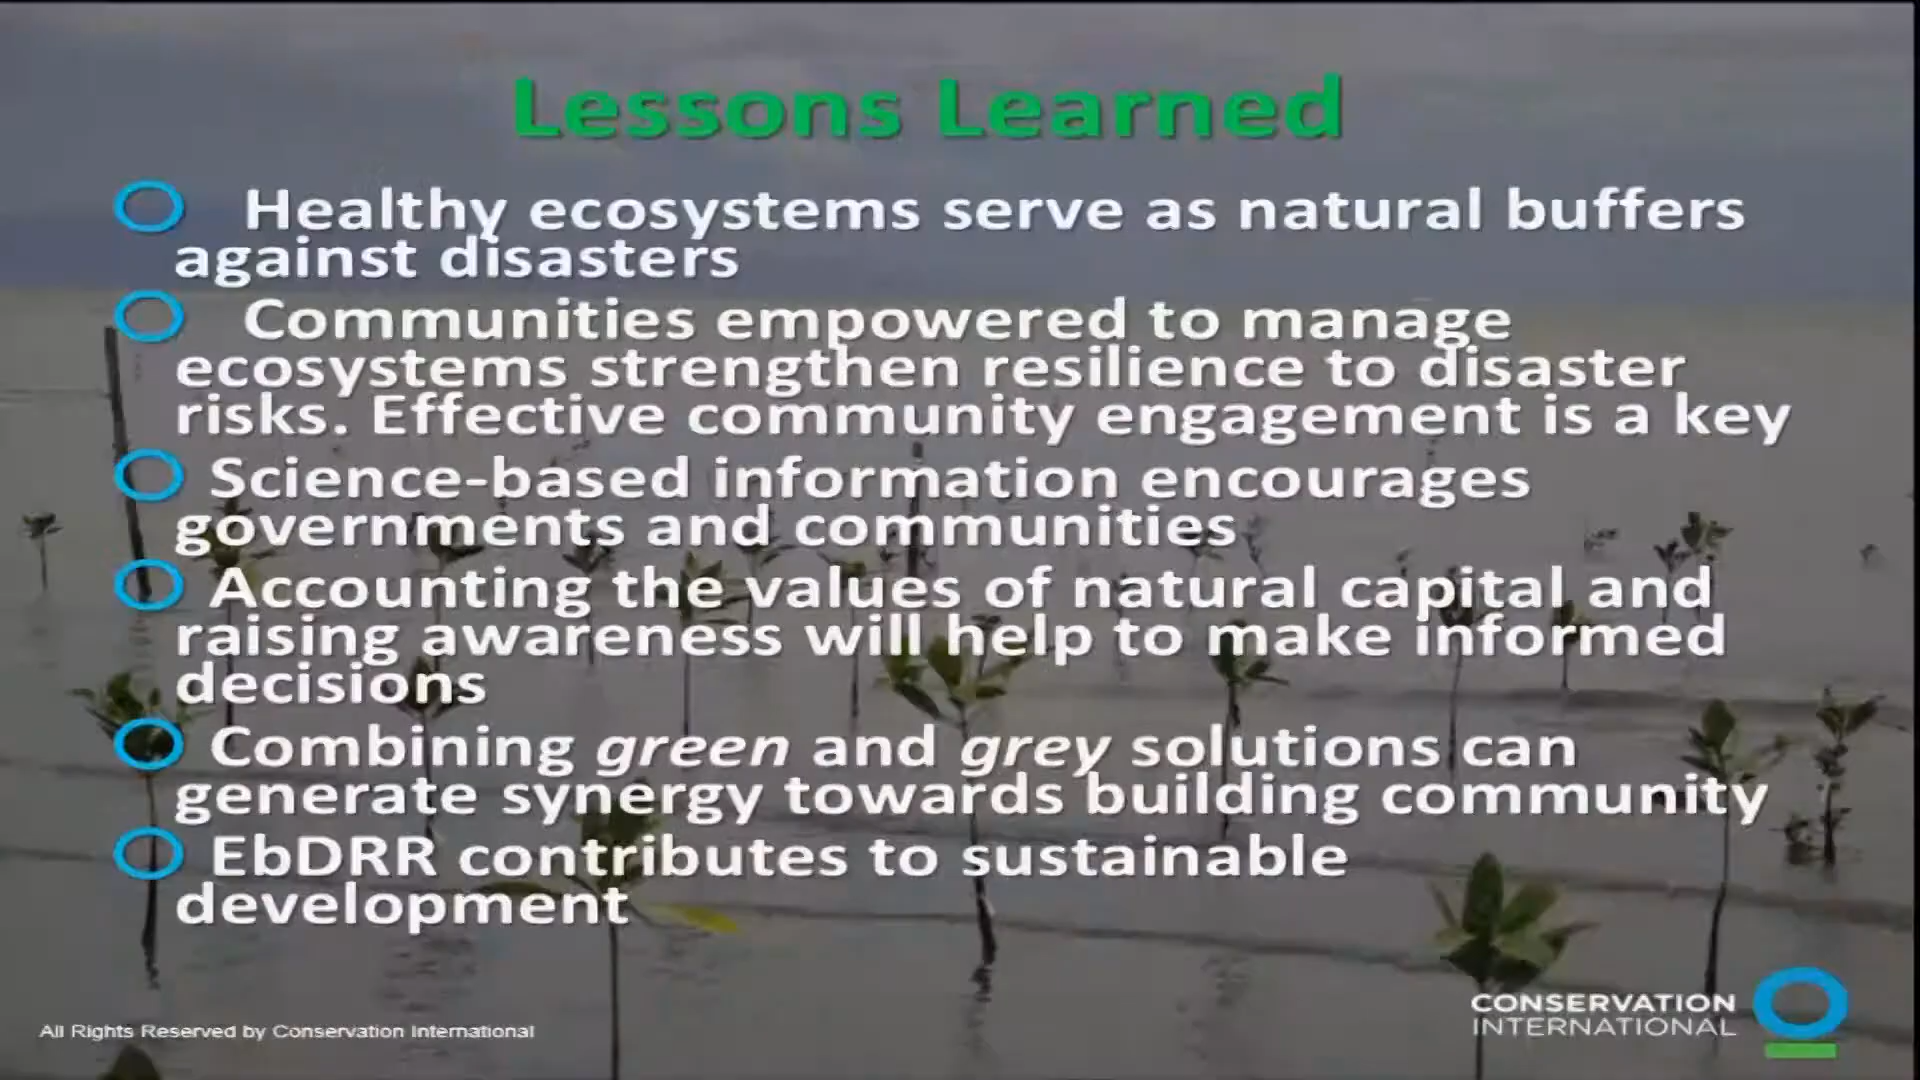 Lessons Learned
Healthy ecosystems serve as natural buffers
against disasters
Communities empowered to manage
ecosystems strengthen resilience to disaster
risks. Effective community engagement is a key
Science-based information encourages
governments and communities
Accounting the values of natural capital and
raising awareness will help to make informed
decisions
Combining green and grey solutions can
generate synergy towards building community
EbDRR contributes to sustainable
development
CONSERVATION
INTERNATIONAL
All Rights Reserved by Conservation International